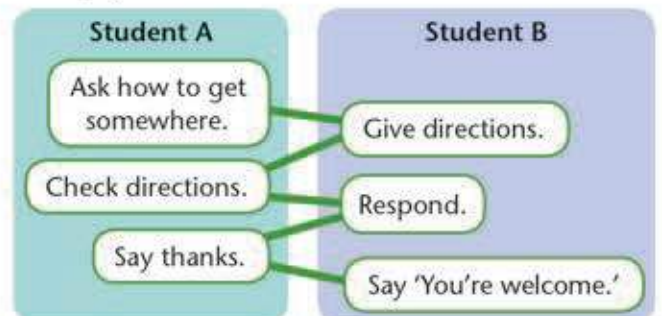 Student A
Student B
Ask how to get
somewhere.
Give directions.
Check directions.
Respond.
Say thanks.
Say ‘You’re welcome.’